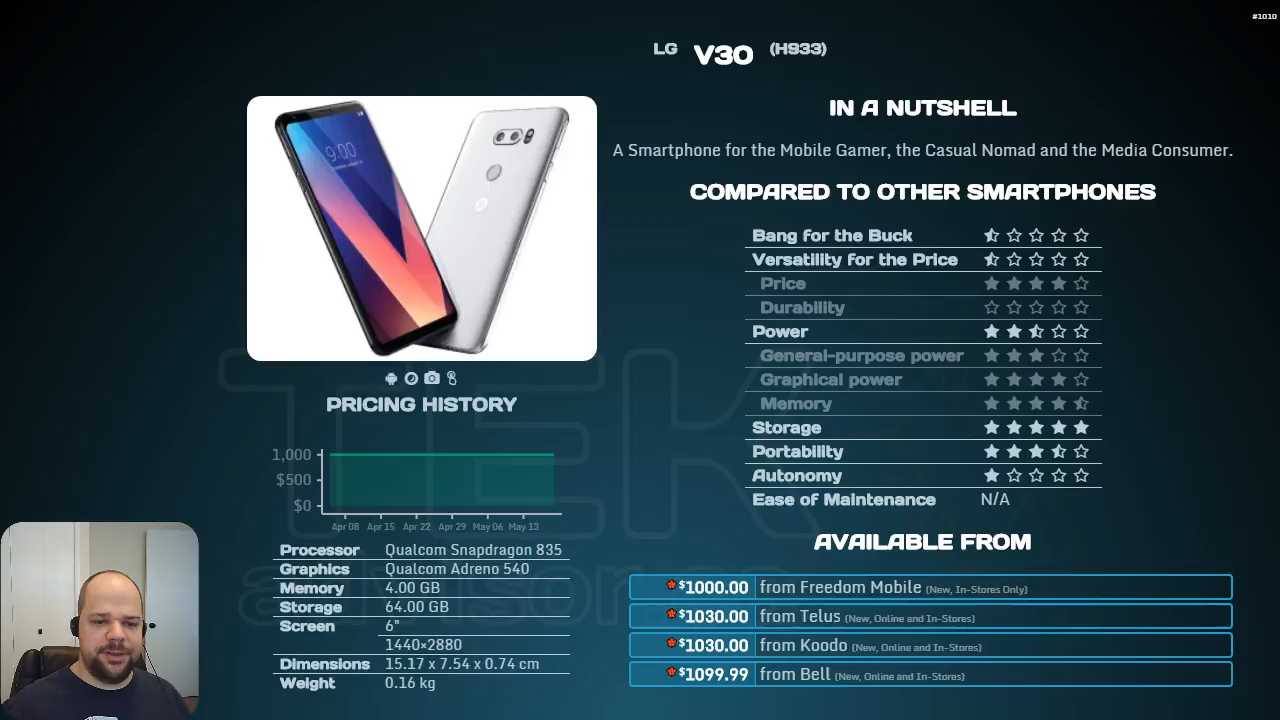 #1010
LG V30 (H933)
9:00
IN A NUTSHELL
A Smartphone for the Mobile Gamer, the Casual Nomad and the Media Consumer.
COMPARED TO OTHER SMARTPHONES
Bang for the Buck
Versatility for the Price
Price
Durability
Power
General-purpose power
Graphical power
Memory
Storage
Portability
Autonomy
Ease of Maintenance N/A
PRICING HISTORY
1,000
$500
$0
Apr 08 Apr 15 Apr 22 Apr 29 May 06 May 13
Processor Qualcom Snapdragon 835
Graphics Qualcom Adreno 540
Memory 4.00 GB
Storage 64.00 GB
Screen 6"
1440×2880
Dimensions 15.17 x 7.54 x 0.74 cm
Weight 0.16 kg
AVAILABLE FROM
$1000.00 from Freedom Mobile (New, In-Stores Only)
$1030.00 from Telus (New, Online and In-Stores)
$1030.00 from Koodo (New, Online and In-Stores)
$1099.99 from Bell (New, Online and In-Stores)
TEK